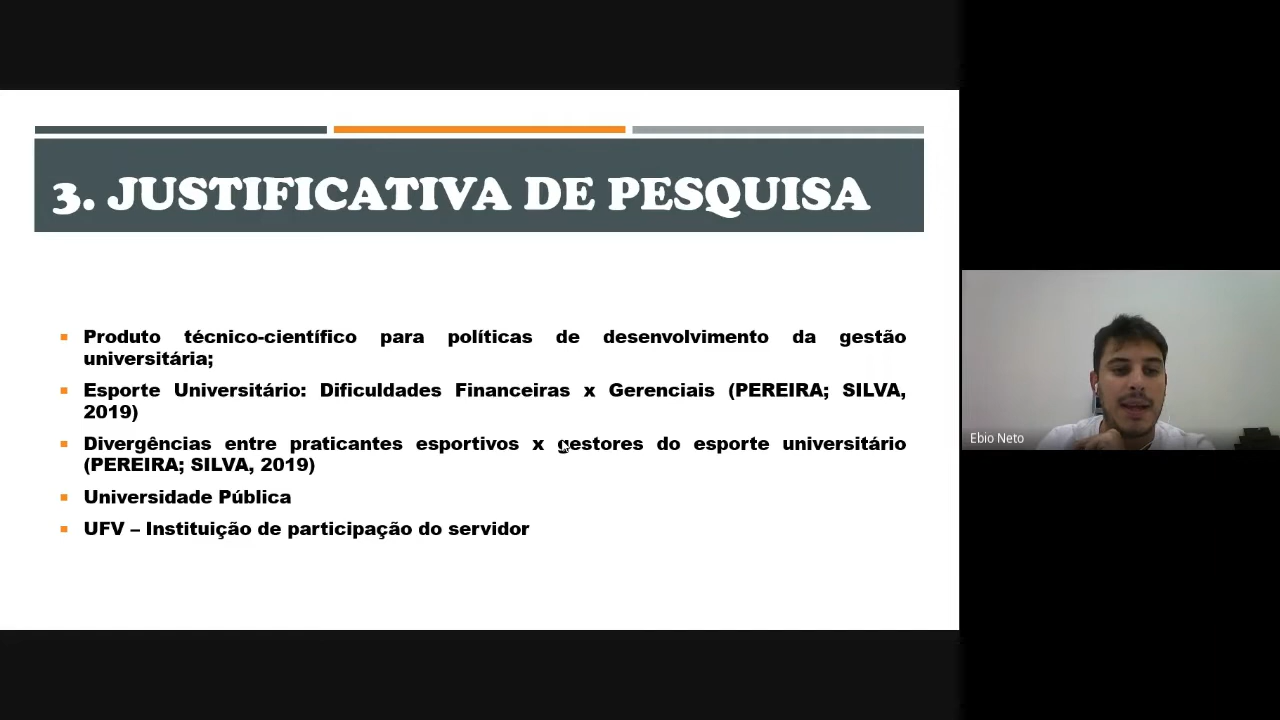 3. JUSTIFICATIVA DE PESQUISA
Produto técnico-científico para políticas de desenvolvimento da gestão
universitária;
Esporte Universitário: Dificuldades Financeiras x Gerenciais (PEREIRA; SILVA,
2019)
Divergências entre praticantes esportivos x gestores do esporte universitário
(PEREIRA; SILVA, 2019)
Universidade Pública
UFV – Instituição de participação do servidor
Ebio Neto